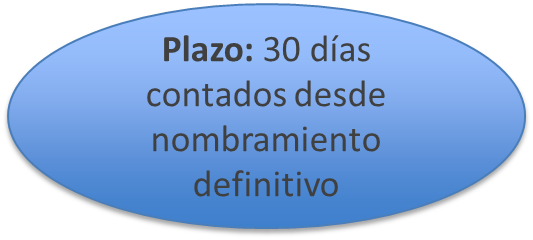 Plazo: 30 días
contados desde
nombramiento
definitivo